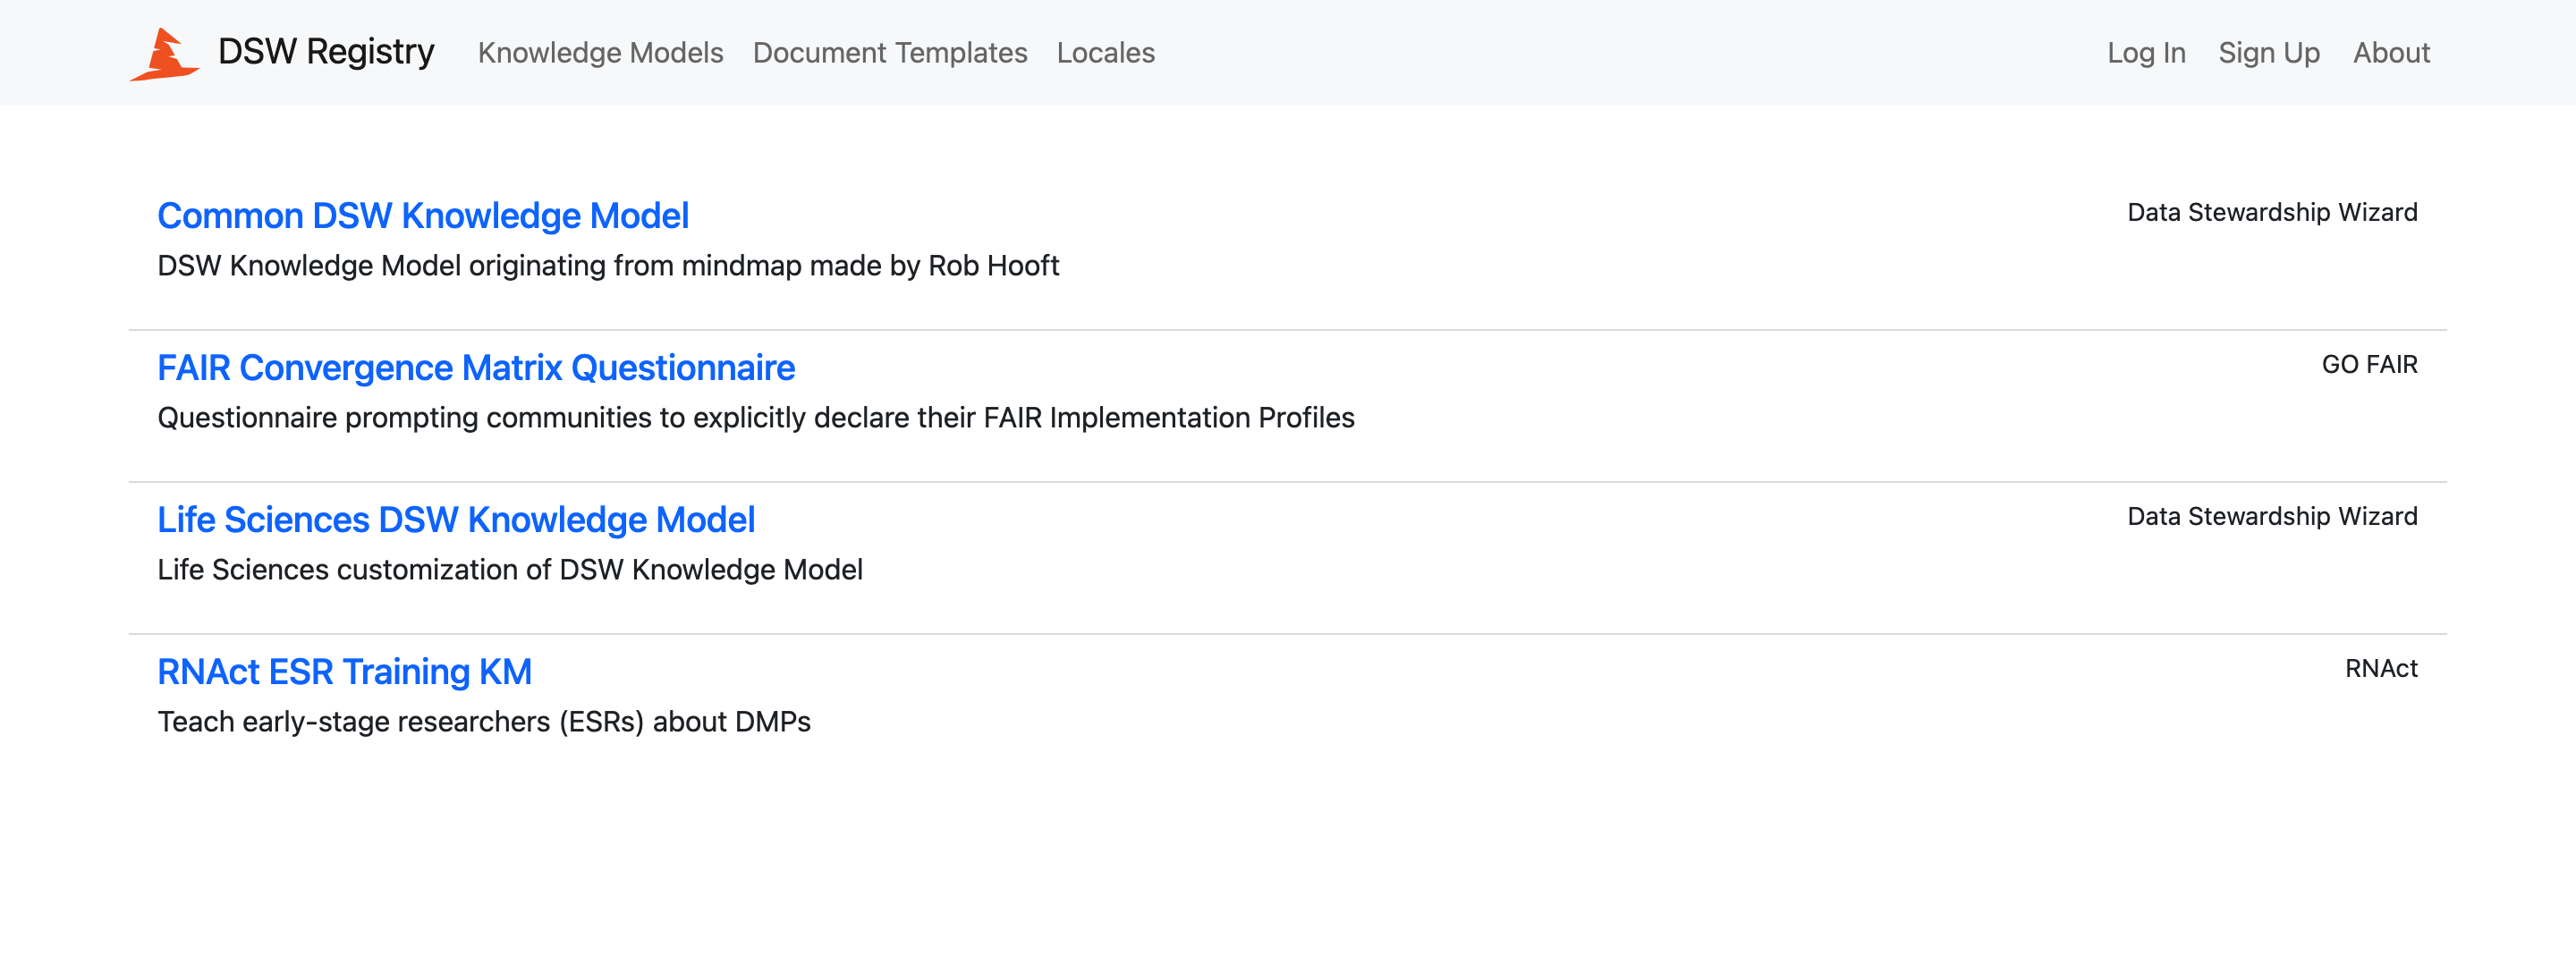 DSW Registry Knowledge Models Document Templates Locales Log In Sign Up About
Common DSW Knowledge Model Data Stewardship Wizard
DSW Knowledge Model originating from mindmap made by Rob Hooft
FAIR Convergence Matrix Questionnaire GO FAIR
Questionnaire prompting communities to explicitly declare their FAIR Implementation Profiles
Life Sciences DSW Knowledge Model Data Stewardship Wizard
Life Sciences customization of DSW Knowledge Model
RNAct ESR Training KM RNAct
Teach early-stage researchers (ESRs) about DMPs